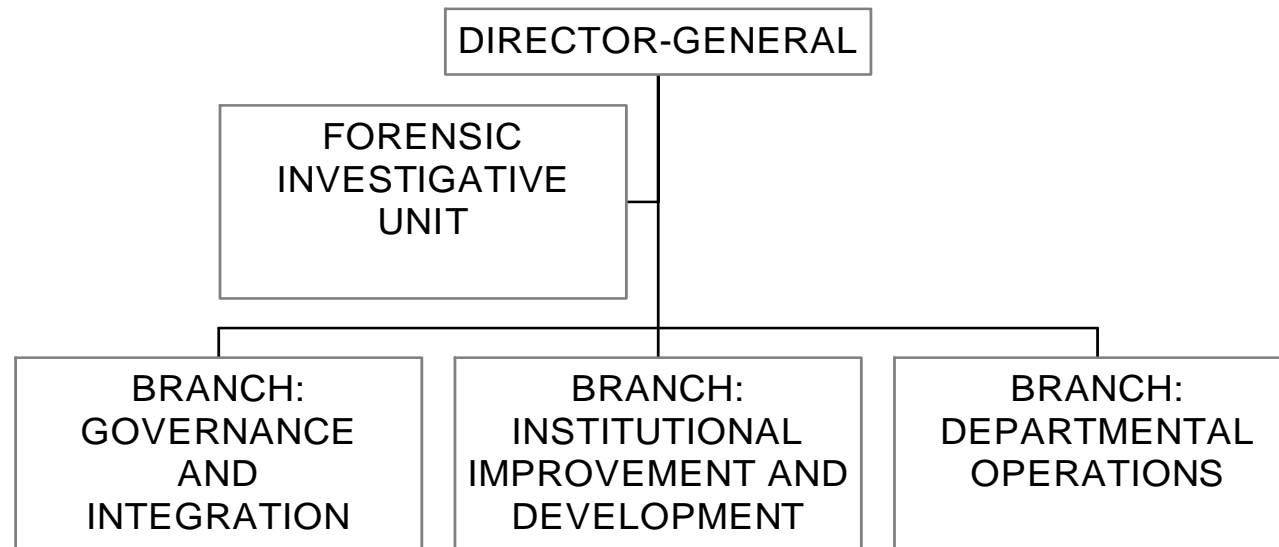 DIRECTOR-GENERAL
FORENSIC
INVESTIGATIVE
UNIT
BRANCH:
GOVERNANCE
AND
INTEGRATION
BRANCH:
INSTITUTIONAL
IMPROVEMENT AND
DEVELOPMENT
BRANCH:
DEPARTMENTAL
OPERATIONS